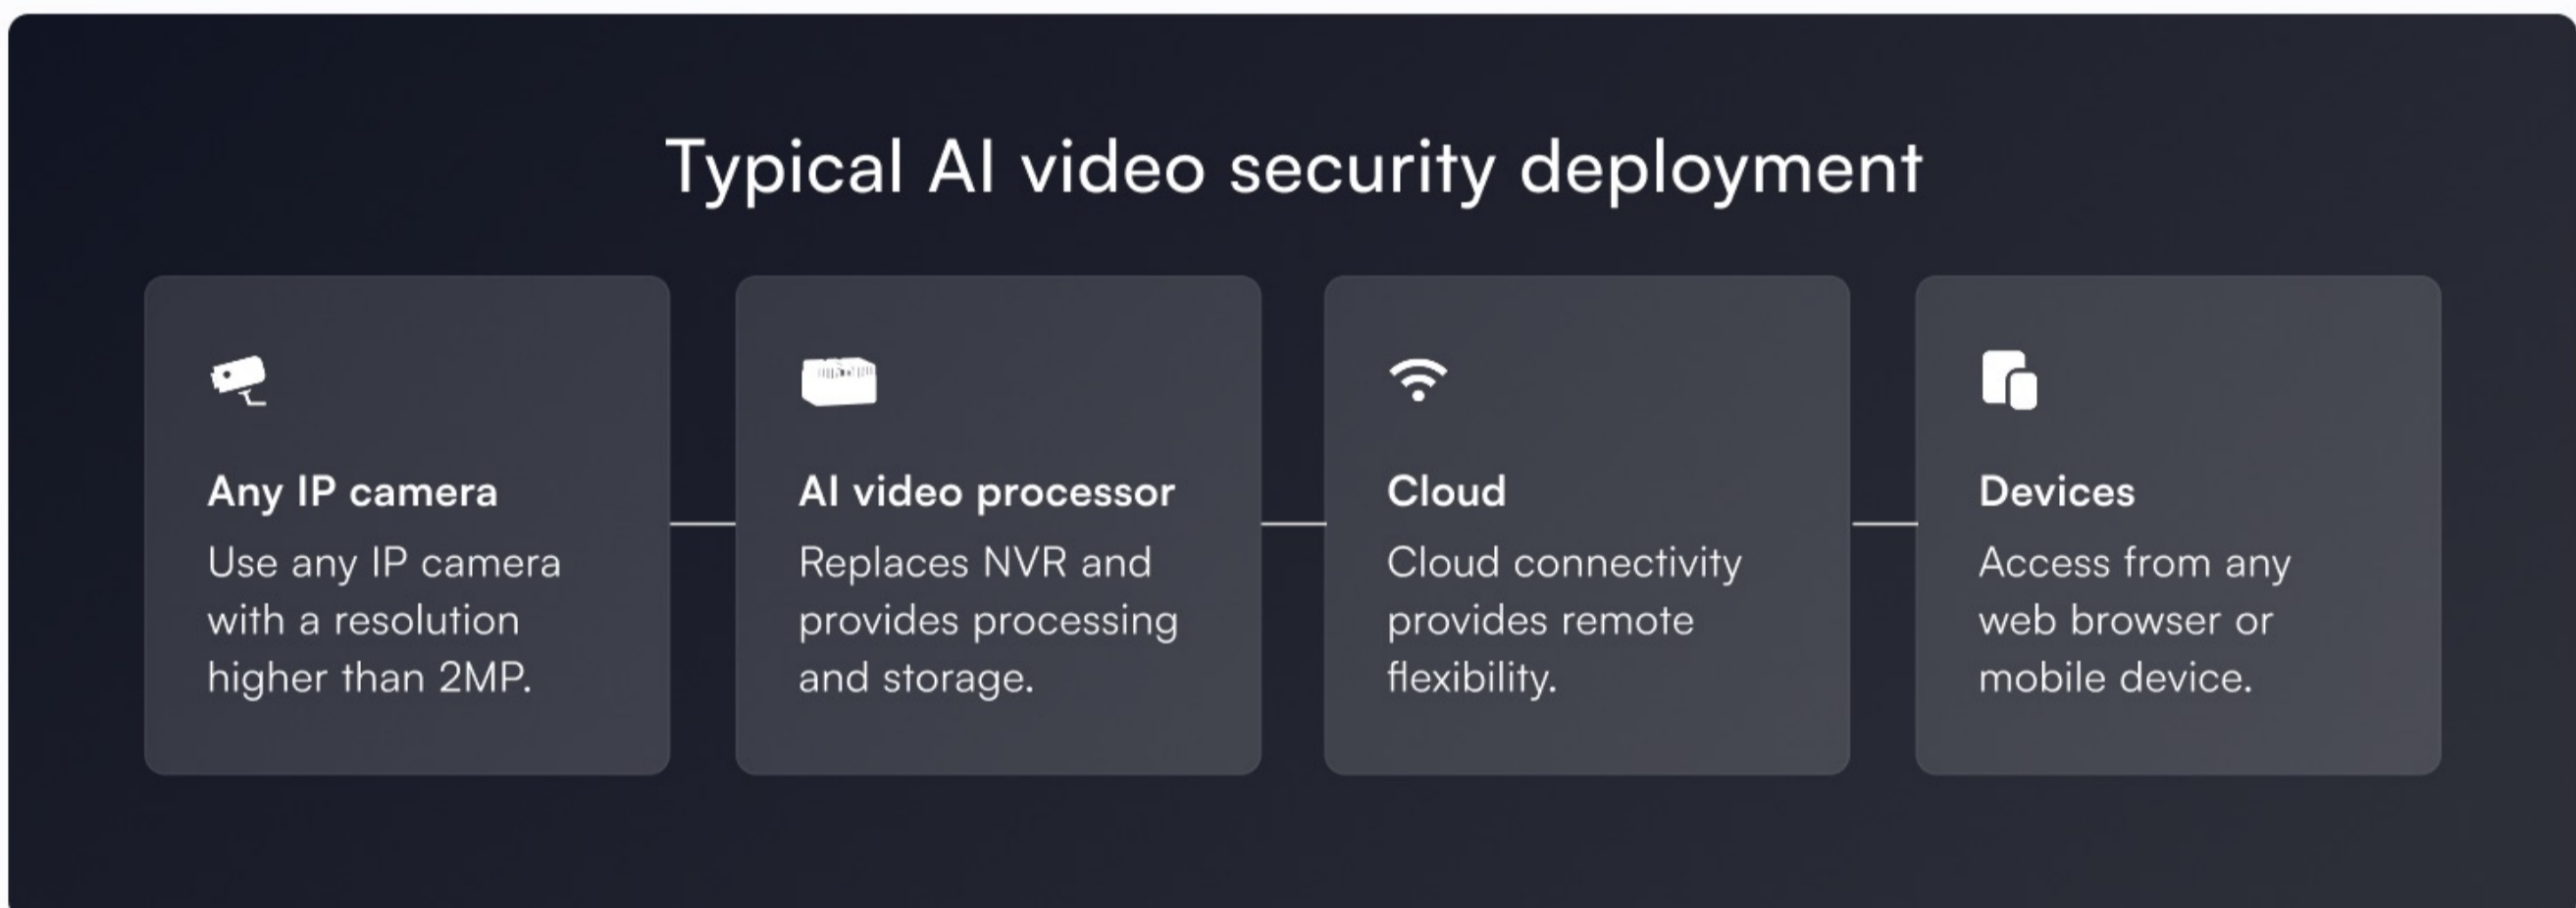 Typical AI video security deployment
Any IP camera
Use any IP camera
with a resolution
higher than 2MP.
AI video processor
Replaces NVR and
provides processing
and storage.
Cloud
Cloud connectivity
provides remote
flexibility.
Devices
Access from any
web browser or
mobile device.